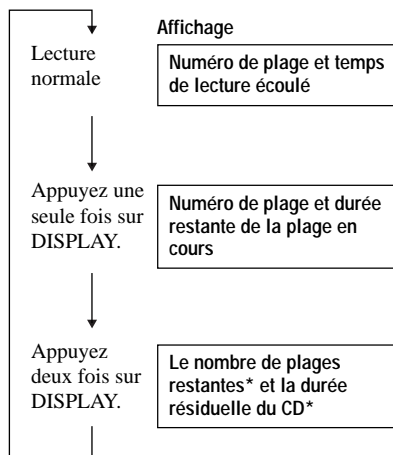 Affichage
Lecture
normale
Numéro de plage et temps
de lecture écoulé
Appuyez une
seule fois sur
DISPLAY.
Numéro de plage et durée
restante de la plage en
cours
Appuyez
deux fois sur
DISPLAY.
Le nombre de plages
restantes* et la durée
résiduelle du CD*